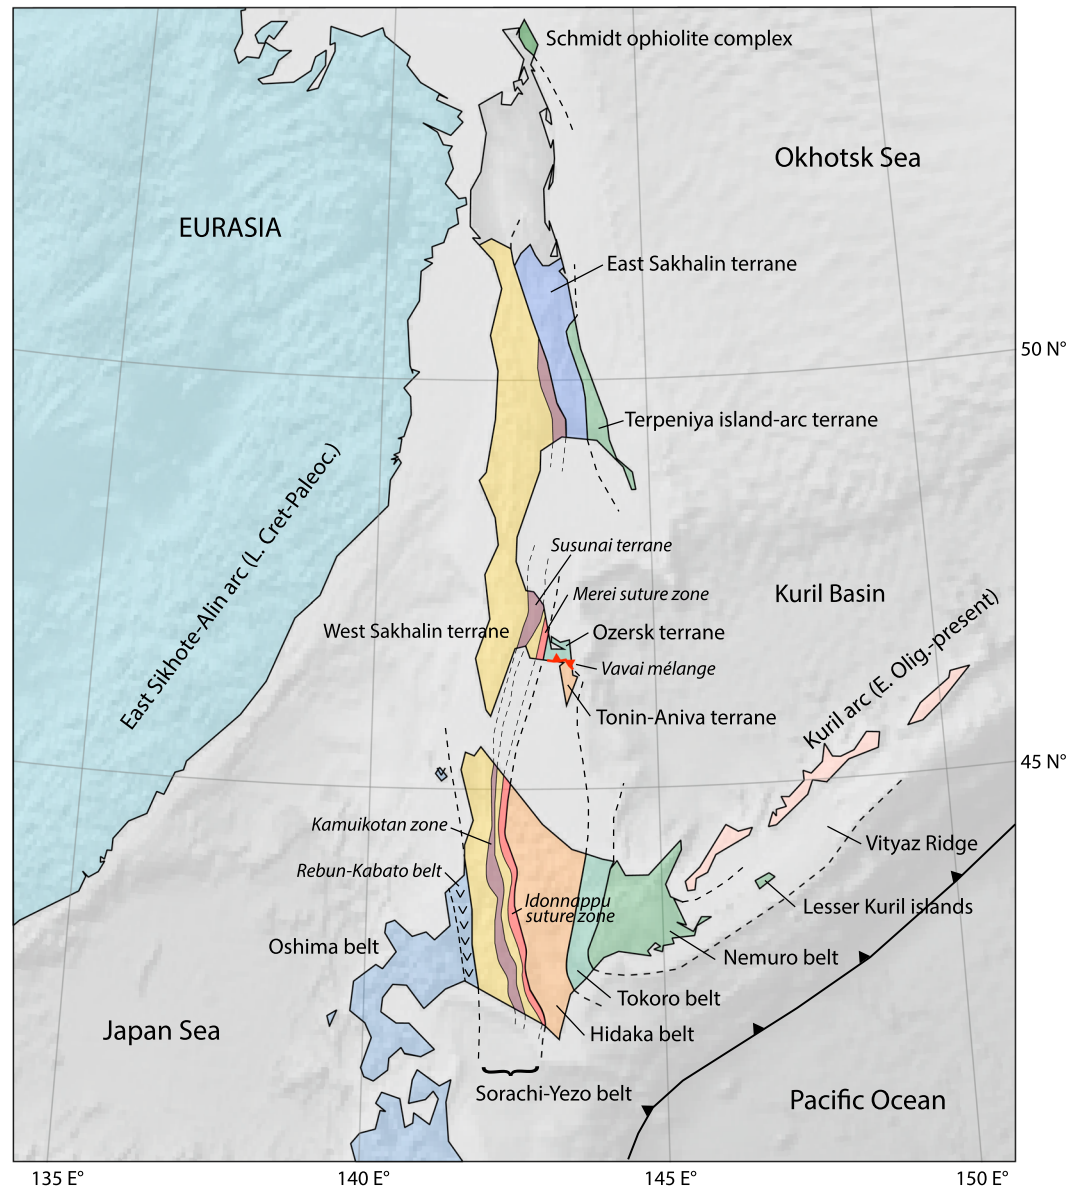 Schmidt ophiolite complex
Okhotsk Sea
EURASIA
East Sakhalin terrane
50 N°
Terpeniya island-arc terrane
East Sikhote-Alin arc (L. Cret-Paleoc.)
Susunai terrane
Merei suture zone
Kuril Basin
West Sakhalin terrane
Ozersk terrane
Vavai mélange
Kuril arc (E. Olig.-present)
Tonin-Aniva terrane
45 N°
Kamuikotan zone
Vityaz Ridge
Rebun-Kabato belt
Idonnappu
suture zone
Lesser Kuril islands
Oshima belt
Nemuro belt
Tokoro belt
Japan Sea
Hidaka belt
Sorachi-Yezo belt
Pacific Ocean
135 E°
140 E°
145 E°
150 E°